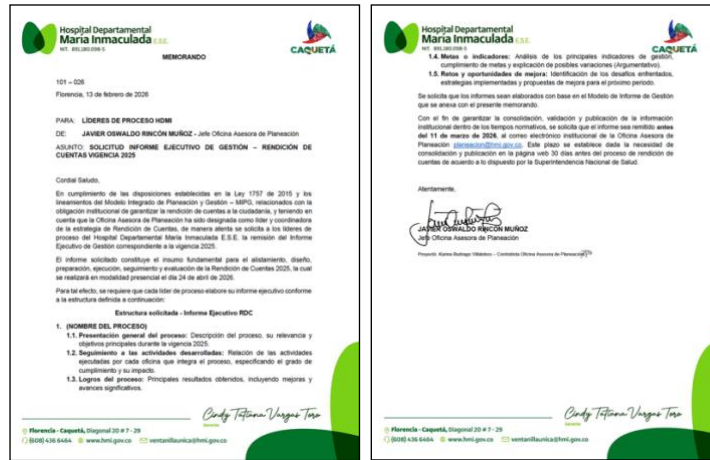 Hospital Departamental
María Inmaculada E.S.E.
NIT. 891.180.098-5
CAQUETÁ
MEMORANDO
101 – 026
Florencia, 13 de febrero de 2026
PARA: LÍDERES DE PROCESO HDMI
DE: JAVIER OSWALDO RINCÓN MUÑOZ - Jefe Oficina Asesora de Planeación
ASUNTO: SOLICITUD INFORME EJECUTIVO DE GESTIÓN – RENDICIÓN DE
CUENTAS VIGENCIA 2025
Cordial Saludo,
En cumplimiento de las disposiciones establecidas en la Ley 1757 de 2015 y los
lineamientos del Modelo Integrado de Planeación y Gestión – MIPG, relacionados con la
obligación institucional de garantizar la rendición de cuentas a la ciudadanía, y teniendo en
cuenta que la Oficina Asesora de Planeación ha sido designada como líder y coordinadora
de la estrategia de Rendición de Cuentas, de manera atenta se solicita a los líderes de
proceso del Hospital Departamental María Inmaculada E.S.E. la remisión del Informe
Ejecutivo de Gestión correspondiente a la vigencia 2025.
El informe solicitado constituye el insumo fundamental para el alistamiento, diseño,
preparación, ejecución, seguimiento y evaluación de la Rendición de Cuentas 2025, la cual
se realizará en modalidad presencial el día 24 de abril de 2026.
Para tal efecto, se requiere que cada líder de proceso elabore su informe ejecutivo conforme
a la estructura definida a continuación:
Estructura solicitada - Informe Ejecutivo RDC
1. (NOMBRE DEL PROCESO)
1.1. Presentación general del proceso: Descripción del proceso, su relevancia y
objetivos principales durante la vigencia 2025.
1.2. Seguimiento a las actividades desarrolladas: Relación de las actividades
ejecutadas por cada oficina que integra el proceso, especificando el grado de
cumplimiento y su impacto.
1.3. Logros del proceso: Principales resultados obtenidos, incluyendo mejoras y
avances significativos.
Cindy Tatiana Vargas Toro
Gerente
Florencia - Caquetá, Diagonal 20 # 7 - 29
(608) 436 6464 www.hmi.gov.co ventanillaunica@hmi.gov.co
Hospital Departamental
María Inmaculada E.S.E.
NIT. 891.180.098-5
CAQUETÁ
1.4. Metas o indicadores: Análisis de los principales indicadores de gestión,
cumplimiento de metas y explicación de posibles variaciones (Argumentativo).
1.5. Retos y oportunidades de mejora: Identificación de los desafíos enfrentados,
estrategias implementadas y propuestas de mejora para el próximo periodo.
Se solicita que los informes sean elaborados con base en el Modelo de Informe de Gestión
que se anexa con el presente memorando.
Con el fin de garantizar la consolidación, validación y publicación de la información
institucional dentro de los tiempos normativos, se solicita que el informe sea remitido antes
del 11 de marzo de 2026, al correo electrónico institucional de la Oficina Asesora de
Planeación planeacion@hmi.gov.co. Este plazo se establece dada la necesidad de
consolidación y publicación en la página web 30 días antes del proceso de rendición de
cuentas de acuerdo a lo dispuesto por la Superintendencia Nacional de Salud.
Atentamente,
JAVIER OSWALDO RINCÓN MUÑOZ
Jefe Oficina Asesora de Planeación
Proyectó: Karime Buitrago Villalobos – Contratista Oficina Asesora de Planeación
Cindy Tatiana Vargas Toro
Gerente
Florencia - Caquetá, Diagonal 20 # 7 - 29
(608) 436 6464 www.hmi.gov.co ventanillaunica@hmi.gov.co